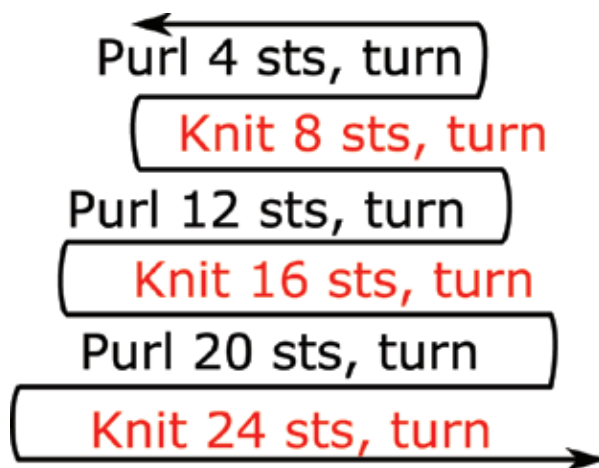 Purl 4 sts, turn
Knit 8 sts, turn
Purl 12 sts, turn
Knit 16 sts, turn
Purl 20 sts, turn
Knit 24 sts, turn